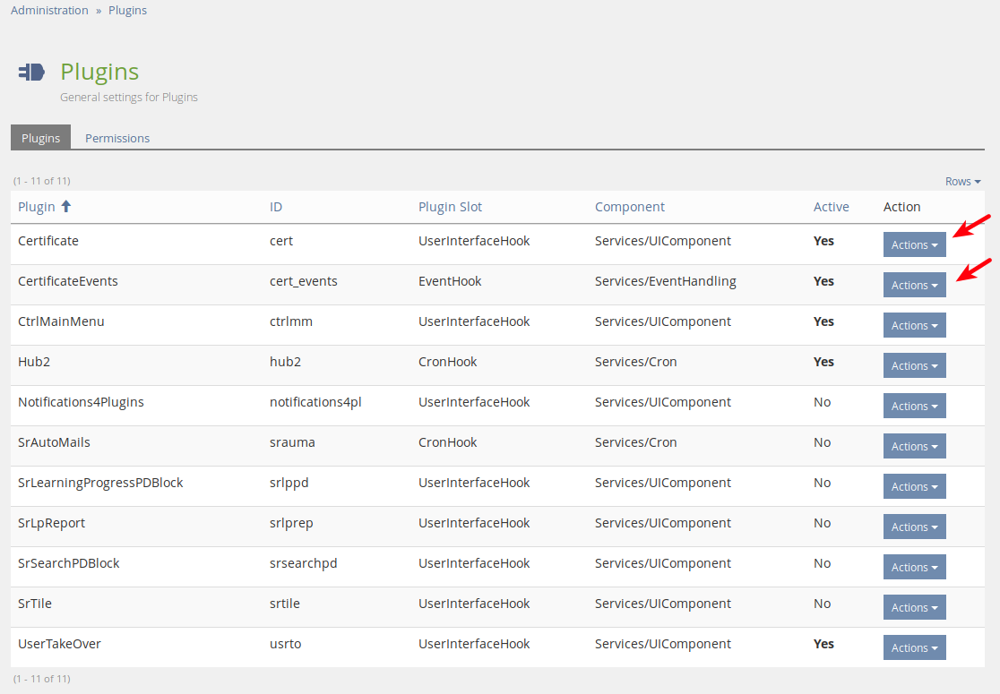 Administration » Plugins
Plugins
General settings for Plugins
Plugins Permissions
(1 - 11 of 11) Rows
Plugin ID Plugin Slot Component Active Action
Certificate cert UserInterfaceHook Services/UIComponent Yes Actions
CertificateEvents cert_events EventHook Services/EventHandling Yes Actions
CtrlMainMenu ctrlmm UserInterfaceHook Services/UIComponent Yes Actions
Hub2 hub2 CronHook Services/Cron Yes Actions
Notifications4Plugins notifications4pl UserInterfaceHook Services/UIComponent No Actions
SrAutoMails srauma CronHook Services/Cron No Actions
SrLearningProgressPDBlock srlppd UserInterfaceHook Services/UIComponent No Actions
SrLpReport srlprep UserInterfaceHook Services/UIComponent No Actions
SrSearchPDBlock srsearchpd UserInterfaceHook Services/UIComponent No Actions
SrTile srtile UserInterfaceHook Services/UIComponent No Actions
UserTakeOver usrto UserInterfaceHook Services/UIComponent Yes Actions
(1 - 11 of 11)